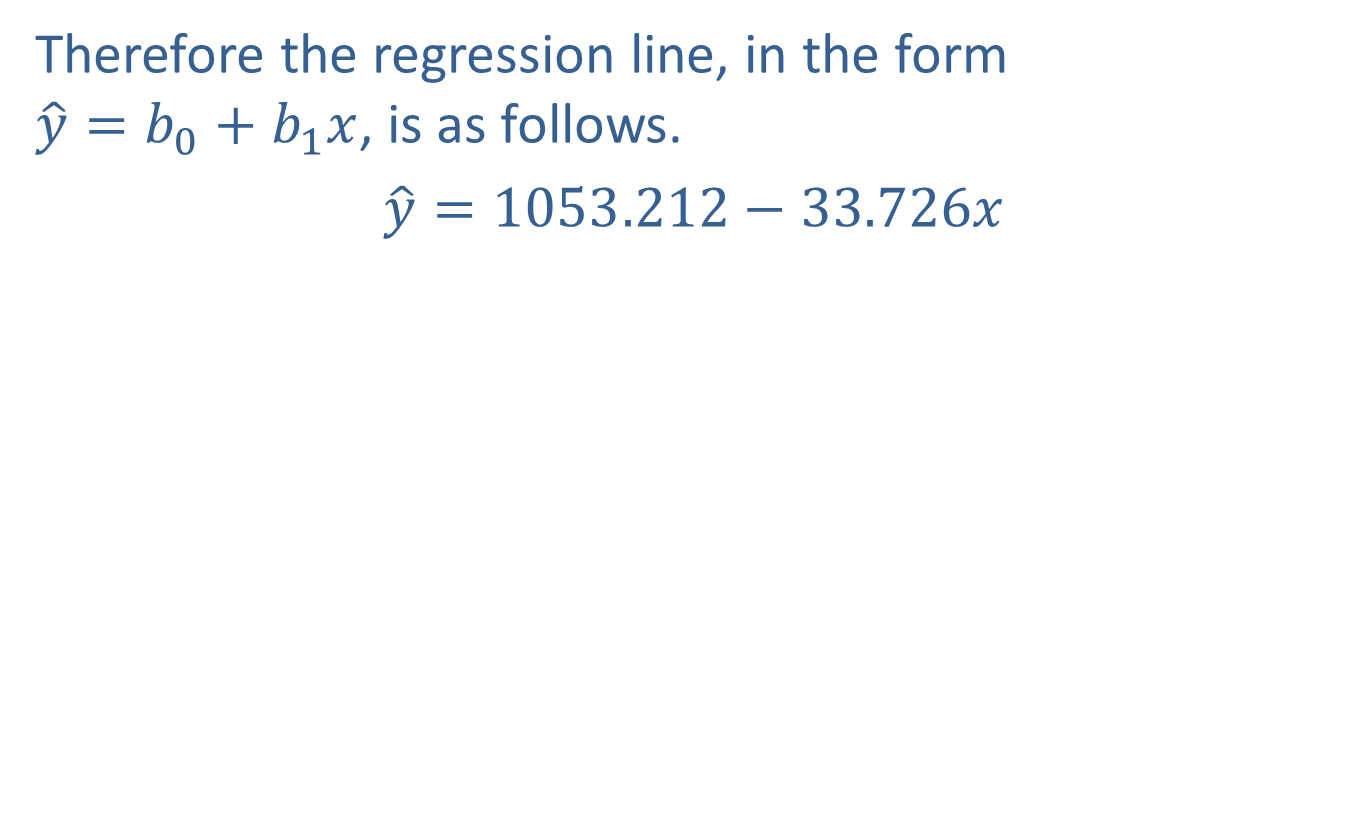 Therefore the regression line, in the form
ŷ = b₀ + b₁x, is as follows.
ŷ = 1053.212 − 33.726x